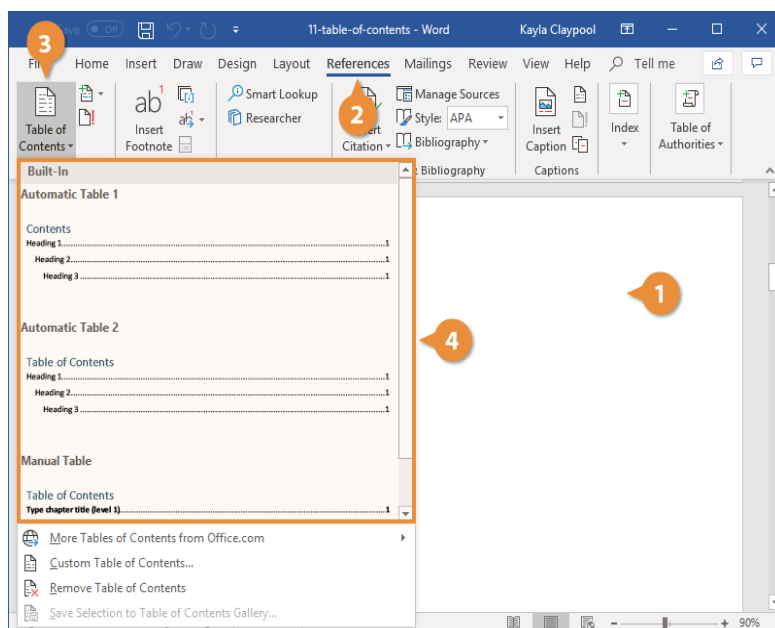 3
ve Off
11-table-of-contents - Word
Kayla Claypool
Home Insert Draw Design Layout References Mailings Review View Help Tell me
Table of Contents
ab1
Insert Footnote
Smart Lookup
Researcher
2
Citation
Manage Sources
Style: APA
Bibliography
Insert Caption
Index
Table of Authorities
Bibliography
Captions
Built-In
Automatic Table 1
Contents
Heading 1 1
Heading 2 1
Heading 3 1
1
Automatic Table 2
4
Table of Contents
Heading 1 1
Heading 2 1
Heading 3 1
Manual Table
Table of Contents
Type chapter title (level 1) 1
More Tables of Contents from Office.com
Custom Table of Contents...
Remove Table of Contents
Save Selection to Table of Contents Gallery...
90%